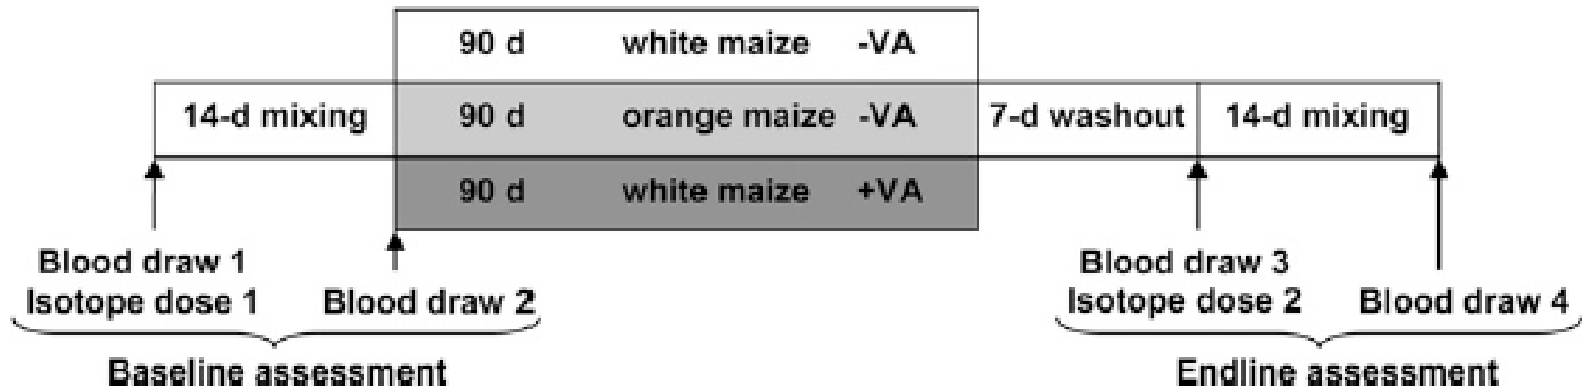 90 d white maize -VA
14-d mixing 90 d orange maize -VA 7-d washout 14-d mixing
90 d white maize +VA
Blood draw 1
Isotope dose 1 Blood draw 2
Baseline assessment
Blood draw 3
Isotope dose 2 Blood draw 4
Endline assessment